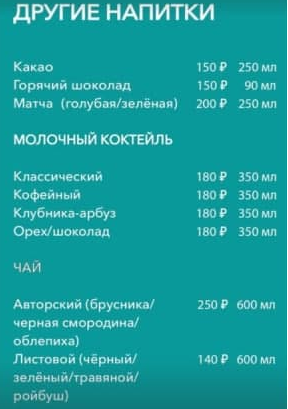 ДРУГИЕ НАПИТКИ
Какао 150 ₽ 250 мл
Горячий шоколад 150 ₽ 90 мл
Матча (голубая/зелёная) 200 ₽ 250 мл
МОЛОЧНЫЙ КОКТЕЙЛЬ
Классический 180 ₽ 350 мл
Кофейный 180 ₽ 350 мл
Клубника-арбуз 180 ₽ 350 мл
Орех/шоколад 180 ₽ 350 мл
ЧАЙ
Авторский (брусника/ 250 ₽ 600 мл
черная смородина/
облепиха)
Листовой (чёрный/ 140 ₽ 600 мл
зелёный/травяной/
ройбуш)